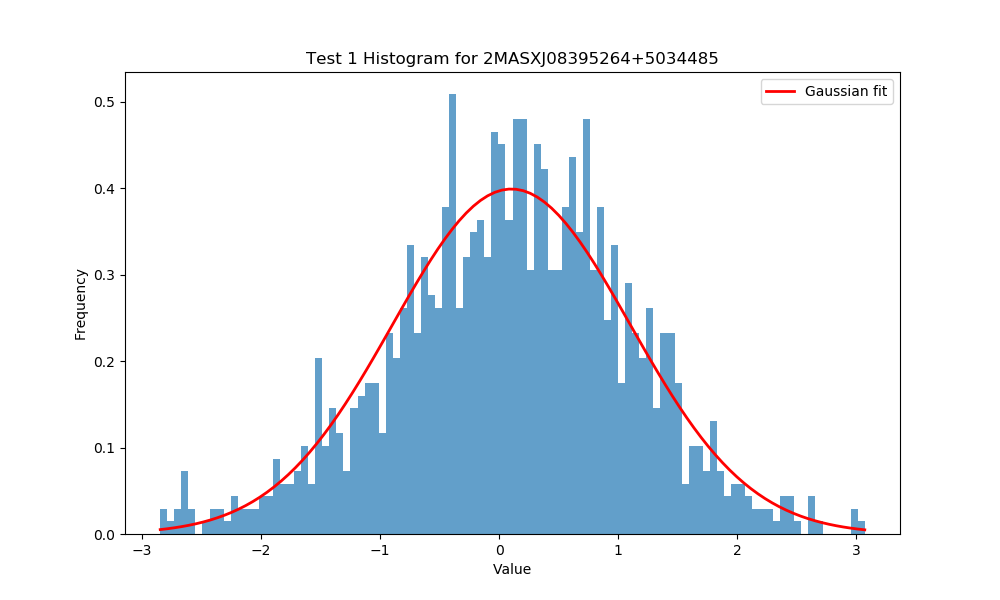 Test 1 Histogram for 2MASXJ08395264+5034485
Gaussian fit
0.5
0.4
0.3
0.2
0.1
0.0
Frequency
−3 −2 −1 0 1 2 3
Value